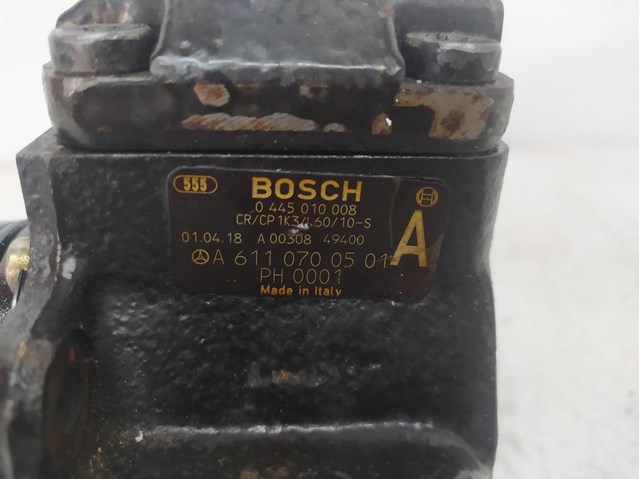 555
BOSCH
0 445 010 008
CR/CP1K3/L60/10-S
01.04.18 A 00308 49400
A 611 070 05 01
A
PH 0001
Made in Italy